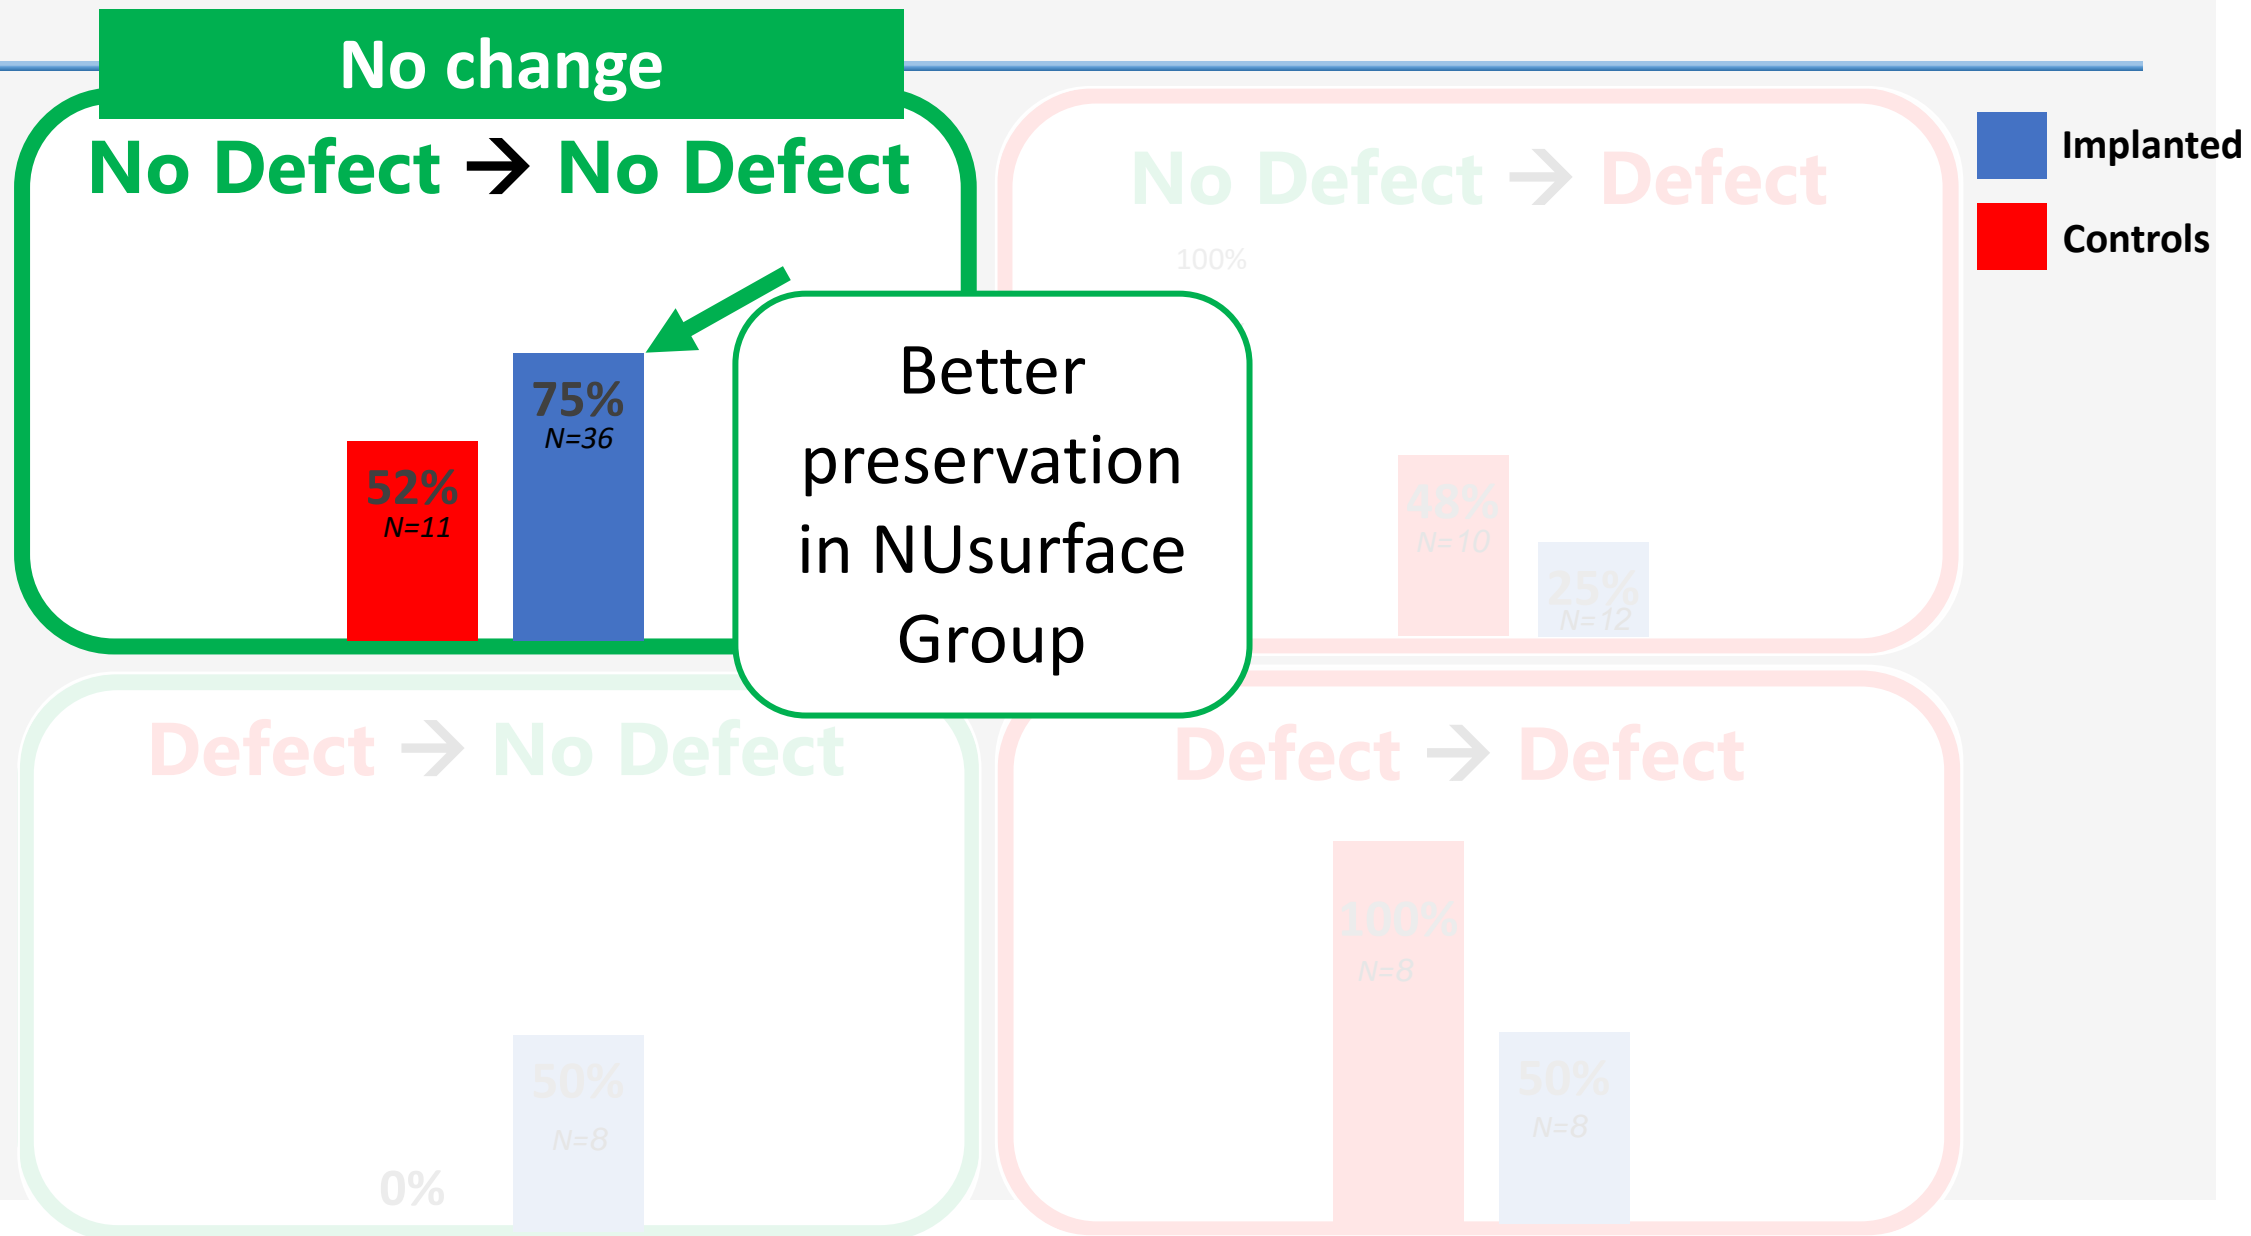 No change
No Defect → No Defect
75%
N=36
52%
N=11
Better
preservation
in NUsurface
Group
No Defect → Defect
100%
48%
N=10
25%
N=12
Implanted
Controls
Defect → No Defect
50%
N=8
0%
Defect → Defect
100%
N=8
50%
N=8